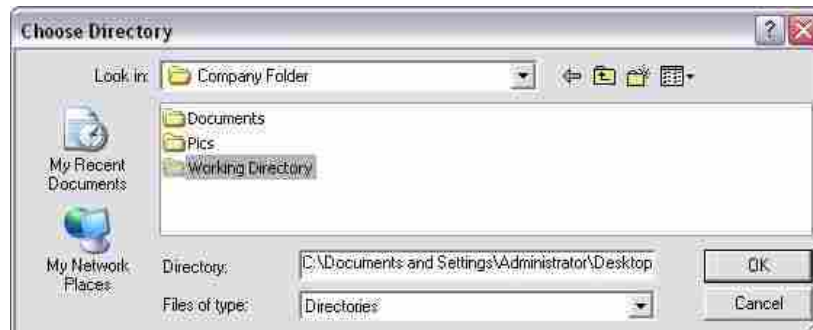 Choose Directory
Look in: Company Folder
Documents
Pics
Working Directory
My Recent
Documents
My Network
Places
Directory: C:\Documents and Settings\Administrator\Desktop
OK
Files of type: Directories
Cancel